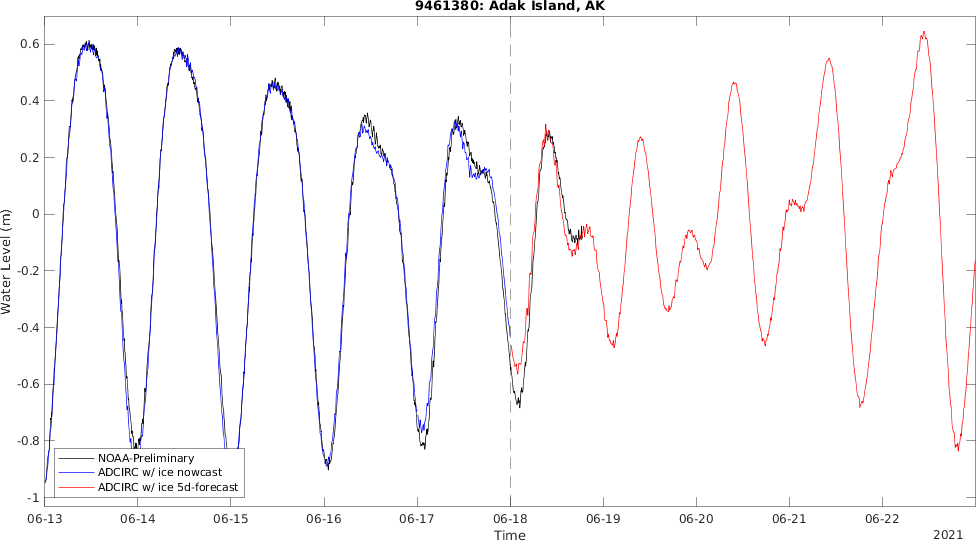 9461380: Adak Island, AK
Water Level (m)
0.6
0.4
0.2
0
-0.2
-0.4
-0.6
-0.8
-1
NOAA-Preliminary
ADCIRC w/ ice nowcast
ADCIRC w/ ice 5d-forecast
06-13 06-14 06-15 06-16 06-17 06-18 06-19 06-20 06-21 06-22
Time
2021